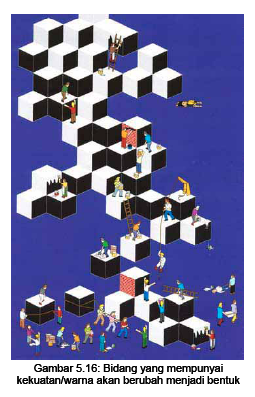 Gambar 5.16: Bidang yang mempunyai
kekuatan/warna akan berubah menjadi bentuk